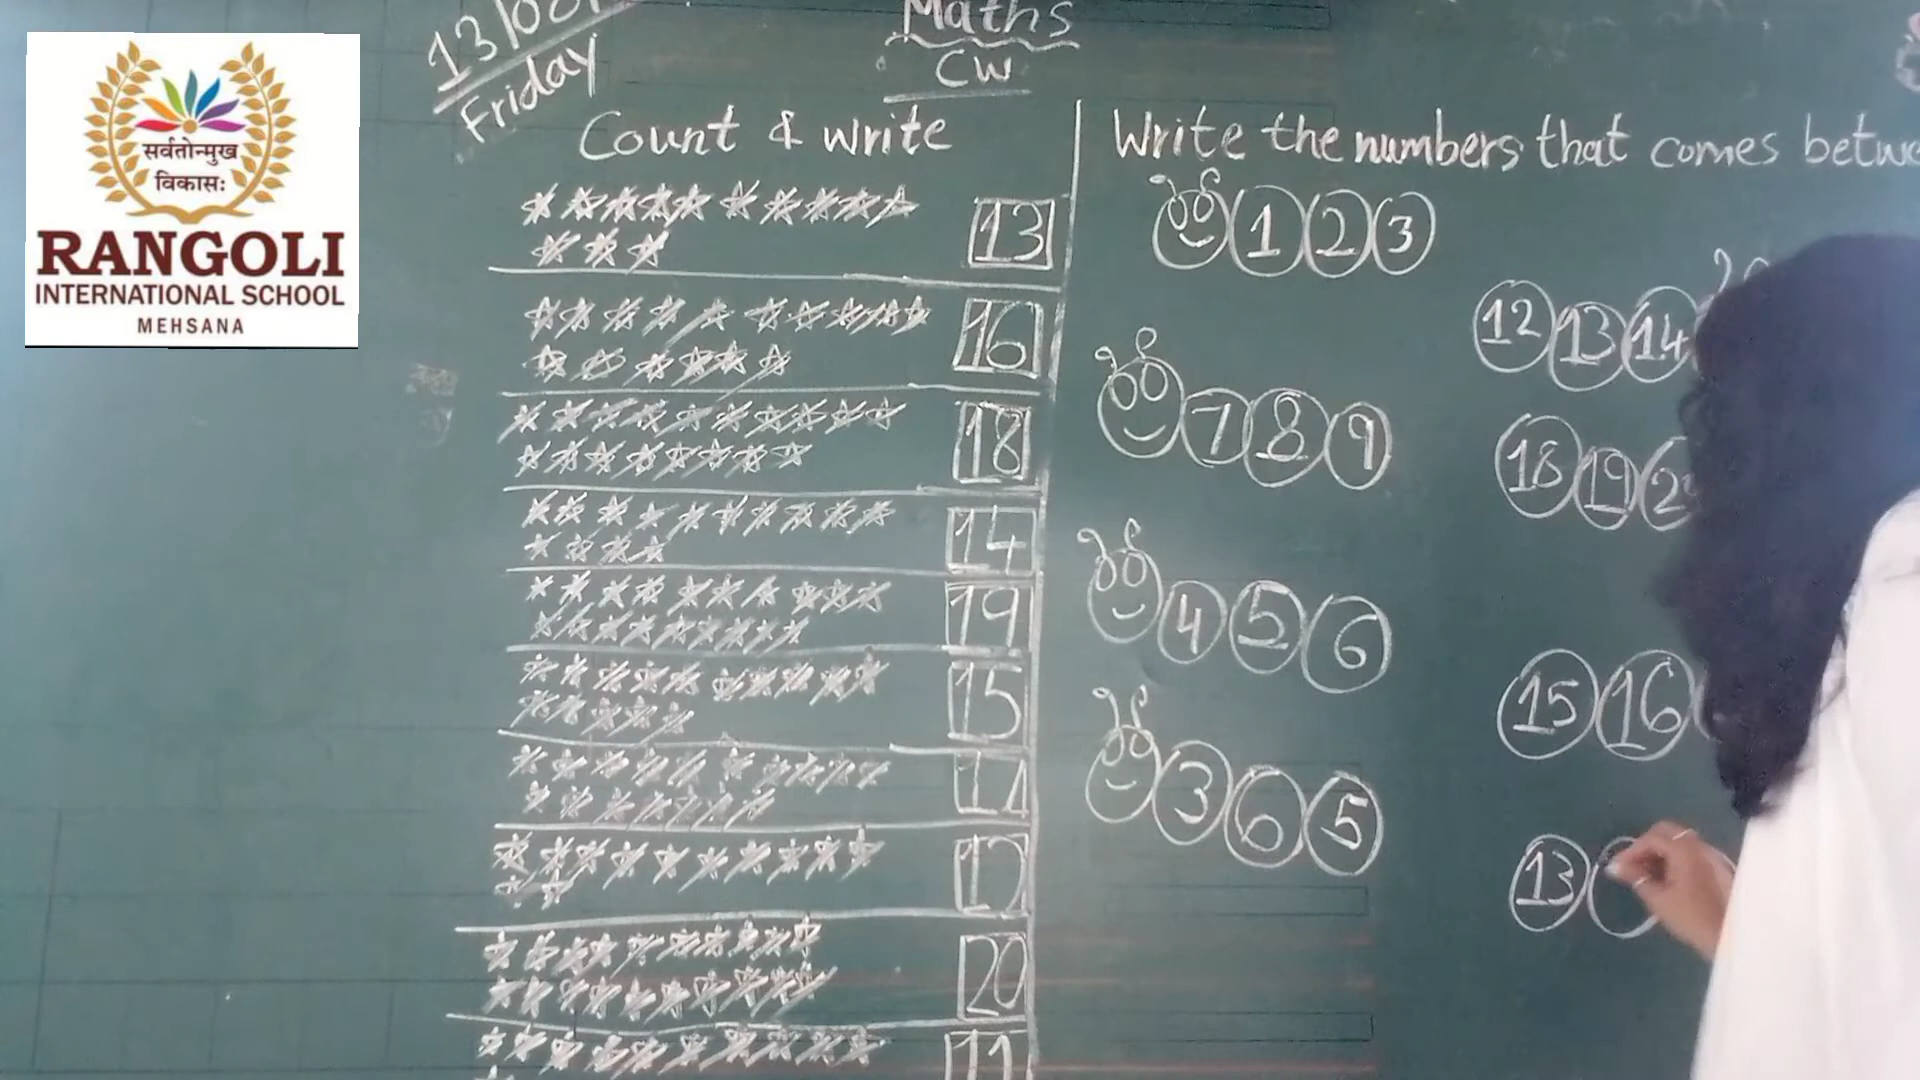 सर्वतोन्मुख
विकासः
RANGOLI
INTERNATIONAL SCHOOL
MEHSANA
Friday
Maths
CW
Count & write
13
16
18
14
19
15
20
11
Write the numbers that comes
1 2 3
7 8 9
4 5 6
3 6 5
12 13 14
18 19
15 16
13